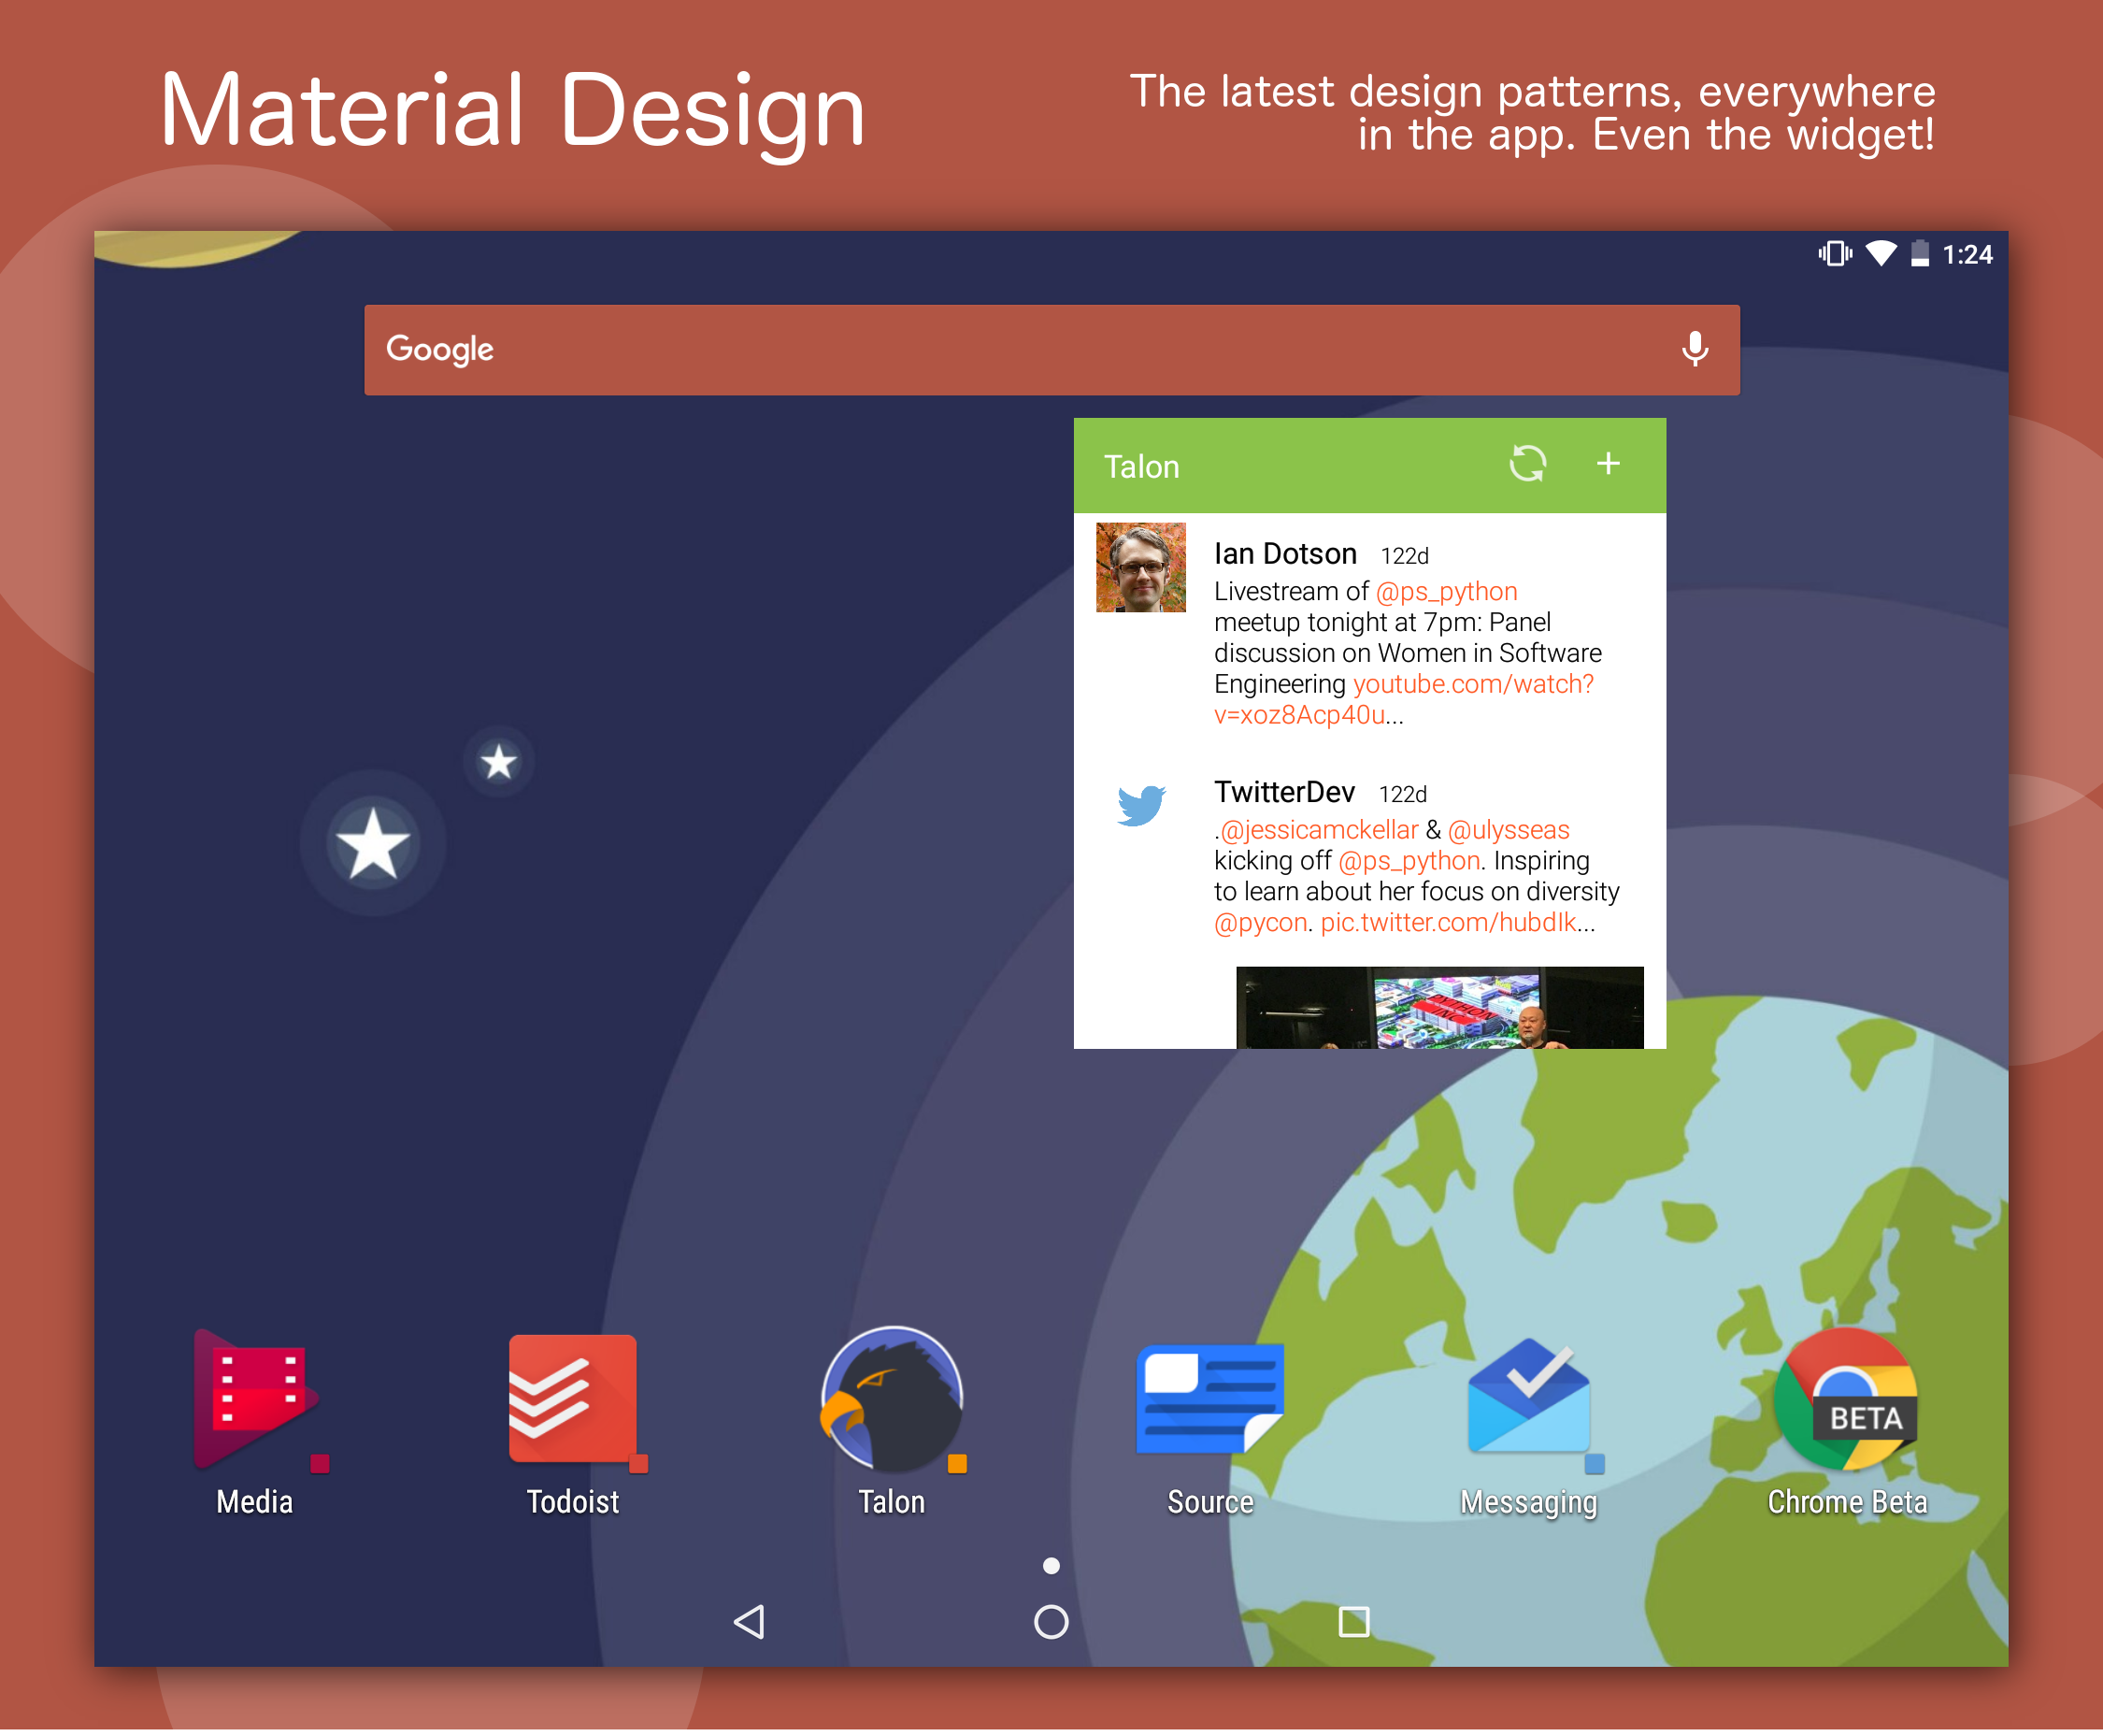 Material Design
The latest design patterns, everywhere
in the app. Even the widget!
1:24
Google
Talon
+
Ian Dotson 122d
Livestream of @ps_python
meetup tonight at 7pm: Panel
discussion on Women in Software
Engineering youtube.com/watch?
v=xoz8Acp40u...
TwitterDev 122d
.@jessicamckellar & @ulysseas
kicking off @ps_python. Inspiring
to learn about her focus on diversity
@pycon. pic.twitter.com/hubdIk...
PYTHON
INC
BETA
Media
Todoist
Talon
Source
Messaging
Chrome Beta